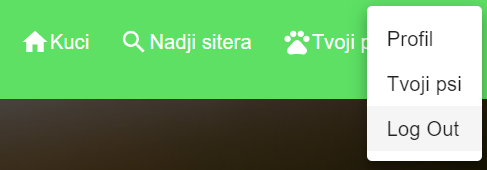 Kuci
Nadji sitera
Tvoji
Profil
Tvoji psi
Log Out